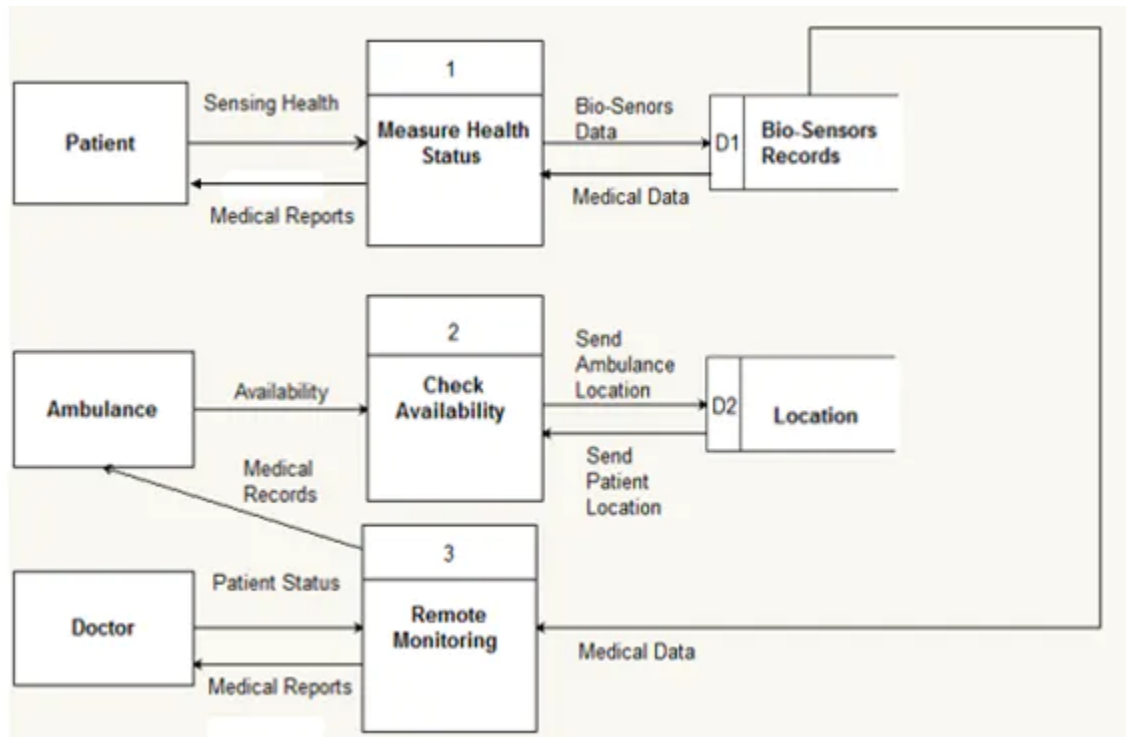 1
Sensing Health
Patient
Measure Health
Status
Bio-Senors
Data
D1
Bio-Sensors
Records
Medical Reports
Medical Data
2
Availability
Ambulance
Check
Availability
Send
Ambulance
Location
D2
Location
Send
Patient
Location
Medical
Records
3
Patient Status
Doctor
Remote
Monitoring
Medical Reports
Medical Data